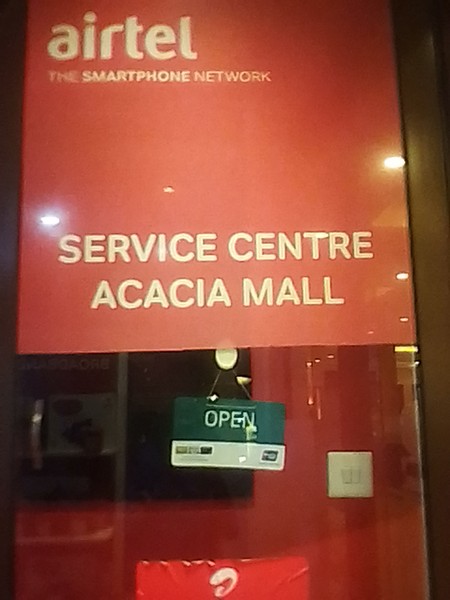 airtel
THE SMARTPHONE NETWORK
SERVICE CENTRE
ACACIA MALL
OPEN